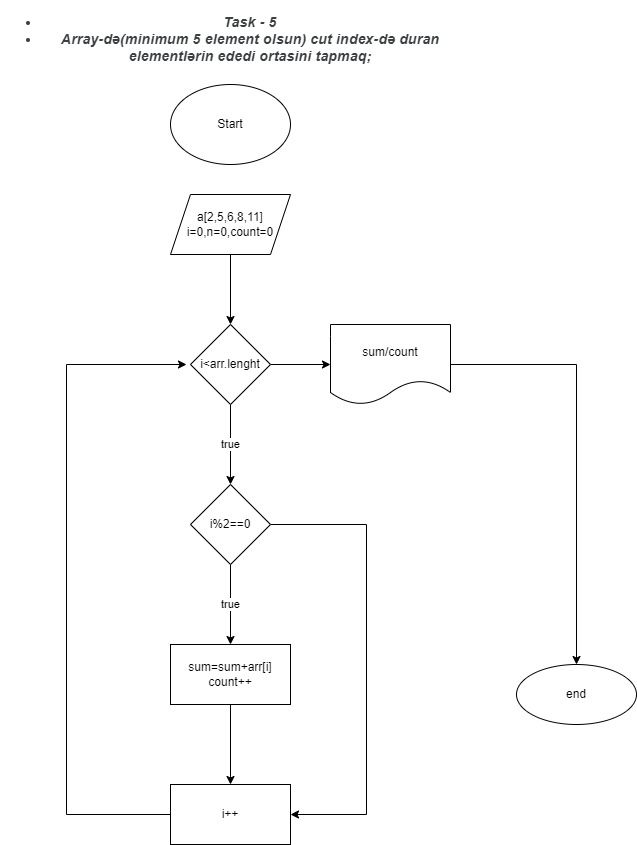 Task - 5
Array-də(minimum 5 element olsun) cut index-də duran
elementlərin ededi ortasini tapmaq;
Start
a[2,5,6,8,11]
i=0,n=0,count=0
i<arr.lenght
sum/count
true
i%2==0
true
sum=sum+arr[i]
count++
end
i++